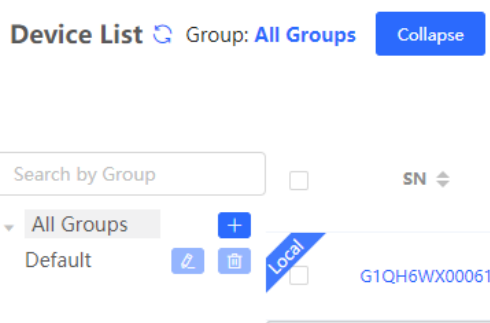 Device List Group: All Groups Collapse
Search by Group
SN
All Groups
Default
Local
G1QH6WX00061